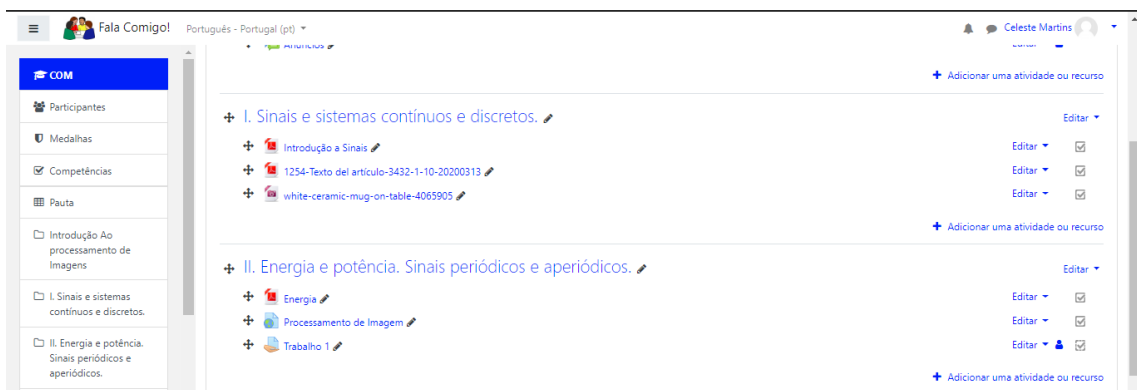 Fala Comigo! Português - Portugal (pt) Celeste Martins
Anúncios Editar
COM
Adicionar uma atividade ou recurso
Participantes
Medalhas
Competências
Pauta
Introdução Ao
processamento de
Imagens
I. Sinais e sistemas
contínuos e discretos.
II. Energia e potência.
Sinais periódicos e
aperiódicos.
I. Sinais e sistemas contínuos e discretos. Editar
Introdução a Sinais Editar
1254-Texto del artículo-3432-1-10-20200313 Editar
white-ceramic-mug-on-table-4065905 Editar
Adicionar uma atividade ou recurso
II. Energia e potência. Sinais periódicos e aperiódicos. Editar
Energia Editar
Processamento de Imagem Editar
Trabalho 1 Editar
Adicionar uma atividade ou recurso